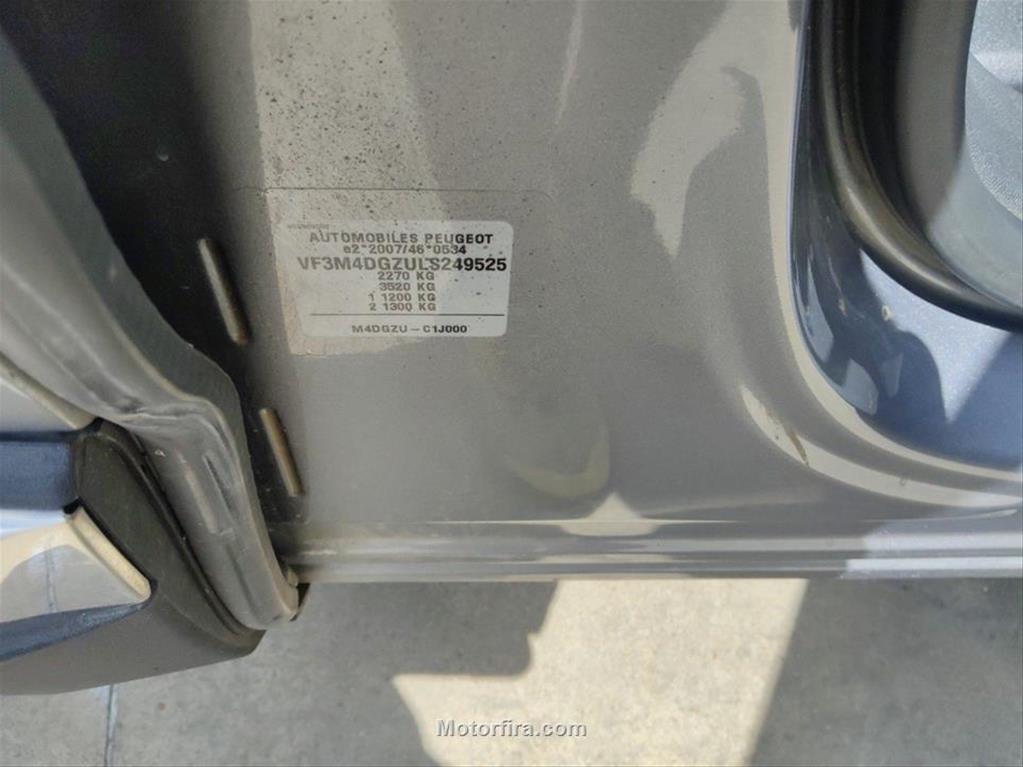 AUTOMOBILES PEUGEOT
e2*2007/46*0534
VF3M4DGZULS249525
2270 KG
3520 KG
1 1200 KG
2 1300 KG
M4DGZU - C1J000
Motorfira.com